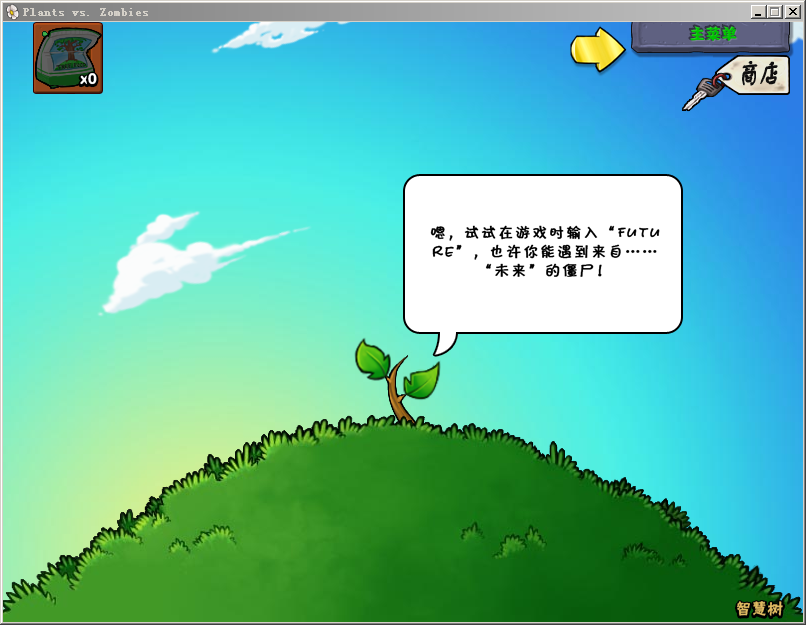 Plants vs. Zombies
x0
主菜单
商店
嗯，试试在游戏时输入“FUTU
RE”，也许你能遇到来自……
“未来”的僵尸！
智慧树